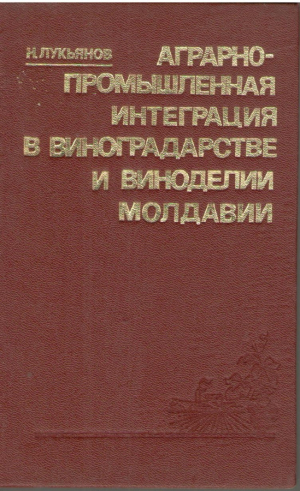 Н. ЛУКЬЯНОВ
АГРАРНО-
ПРОМЫШЛЕННАЯ
ИНТЕГРАЦИЯ
В ВИНОГРАДАРСТВЕ
И ВИНОДЕЛИИ
МОЛДАВИИ